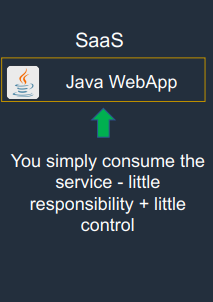 SaaS
Java WebApp
You simply consume the
service - little
responsibility + little
control